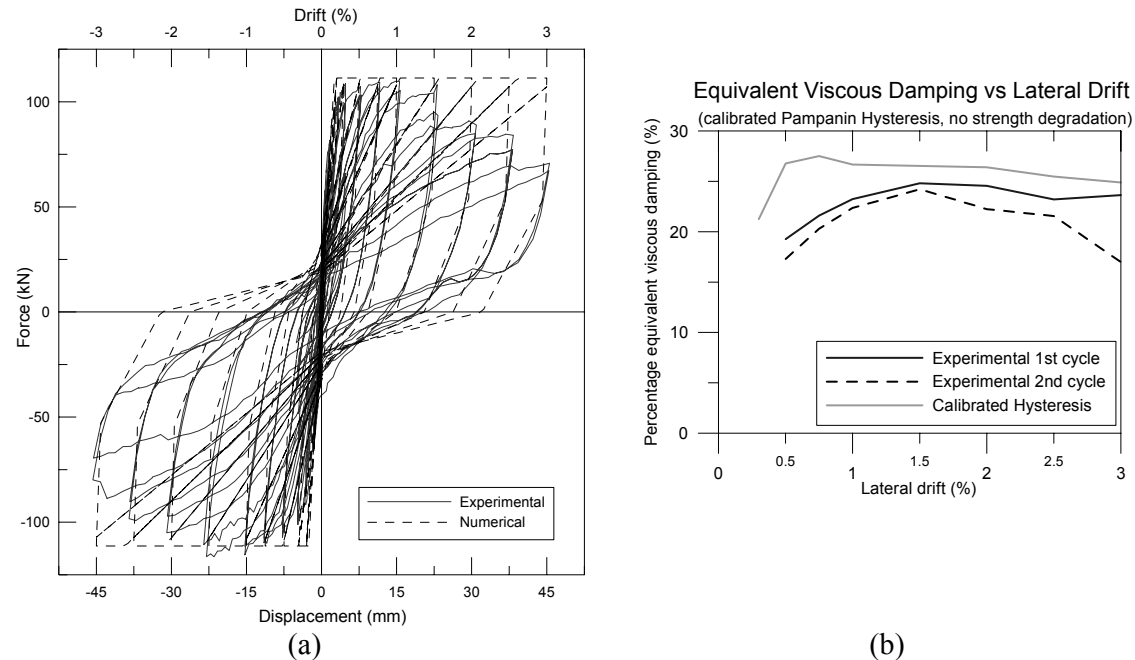 Drift (%)
-3 -2 -1 0 1 2 3
100
50
0
-50
-100
Force (kN)
Experimental
Numerical
-45 -30 -15 0 15 30 45
Displacement (mm)
(a)
Equivalent Viscous Damping vs Lateral Drift
(calibrated Pampanin Hysteresis, no strength degradation)
30
20
10
0
Percentage equivalent viscous damping (%)
Experimental 1st cycle
Experimental 2nd cycle
Calibrated Hysteresis
0 0.5 1 1.5 2 2.5 3
Lateral drift (%)
(b)